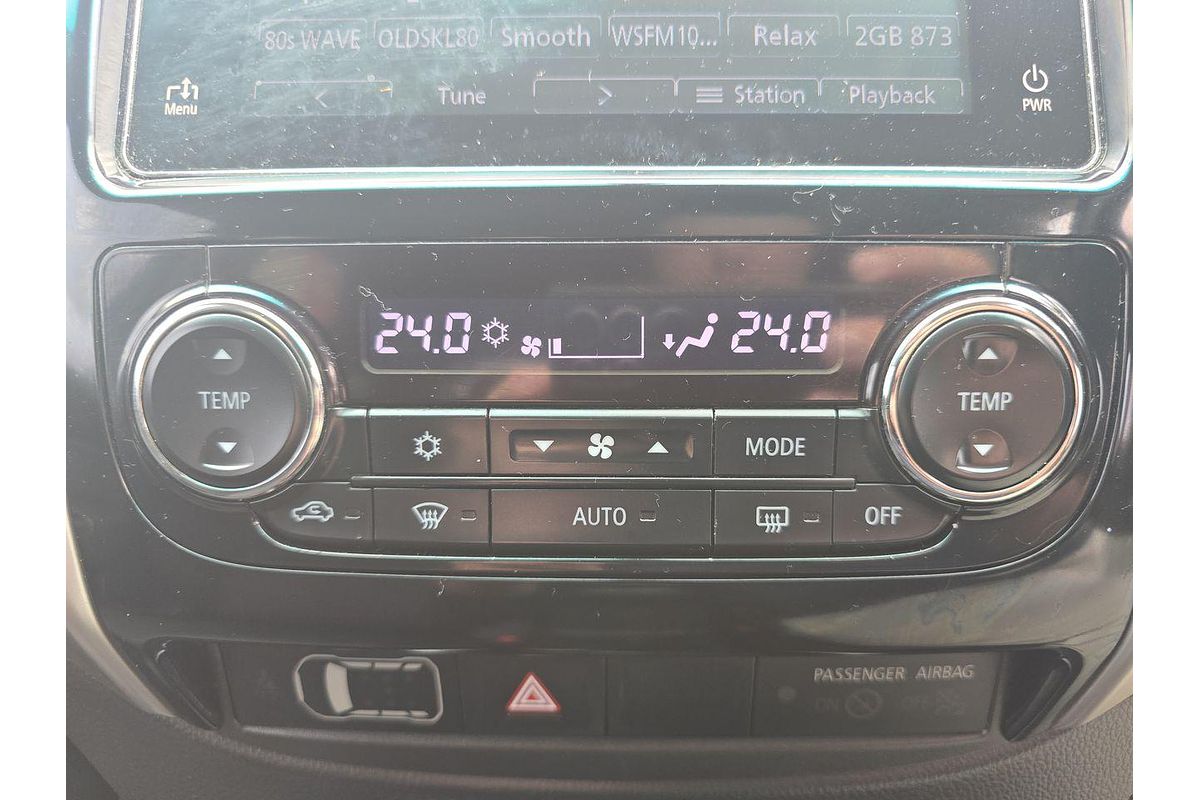 80s WAVE OLDSKL80 Smooth WSFM10... Relax 2GB 873
Menu < Tune > Station Playback PWR
24.0 24.0
TEMP TEMP
MODE
AUTO OFF
PASSENGER AIRBAG
ON OFF